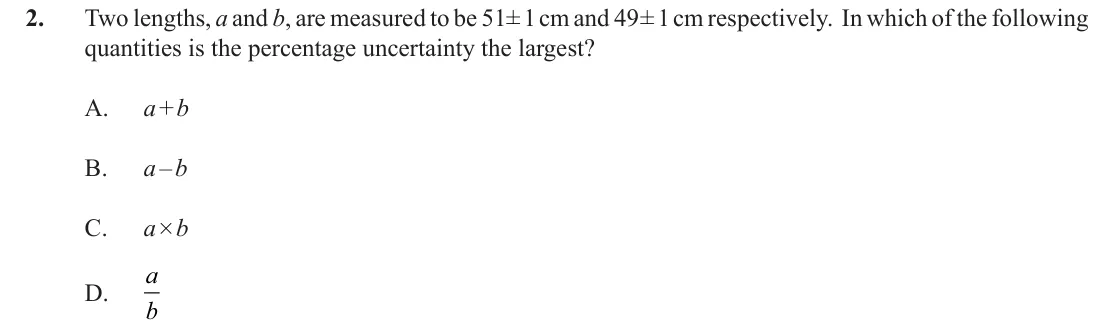 2. Two lengths, a and b, are measured to be 51± 1 cm and 49± 1 cm respectively. In which of the following
quantities is the percentage uncertainty the largest?
A. a+b
B. a–b
C. a×b
D. a
b